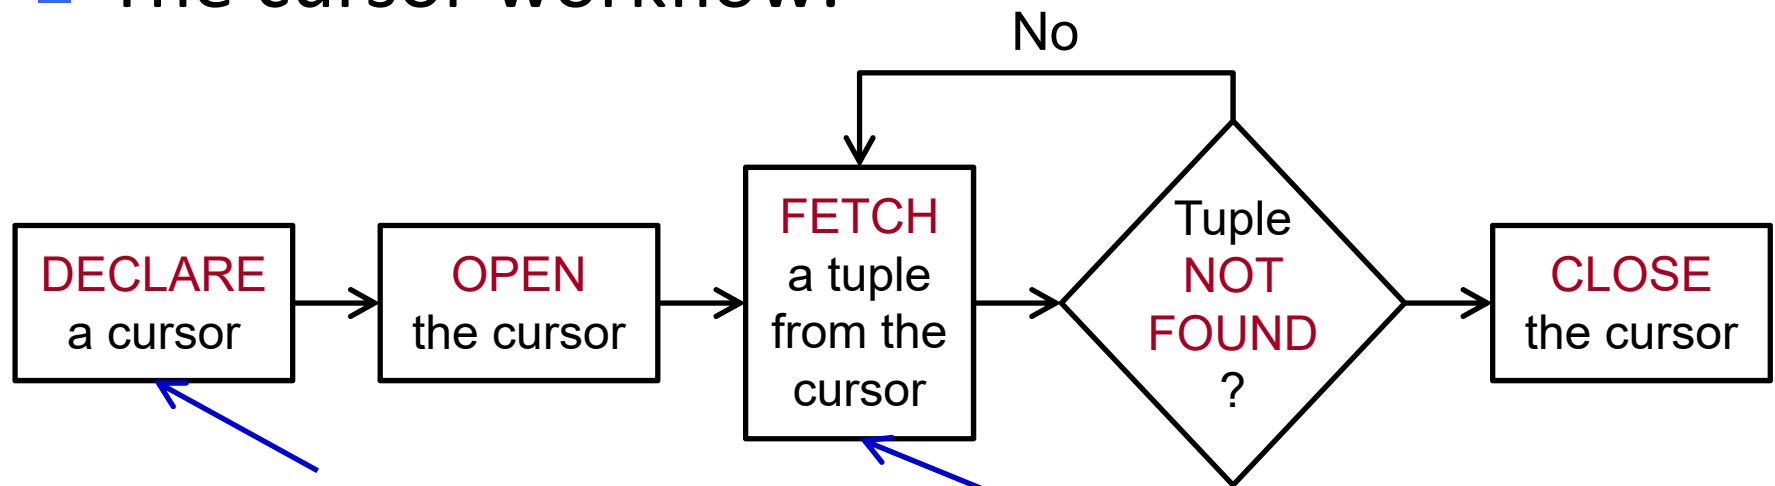 No
DECLARE
a cursor
OPEN
the cursor
FETCH
a tuple
from the
cursor
Tuple
NOT
FOUND
?
CLOSE
the cursor